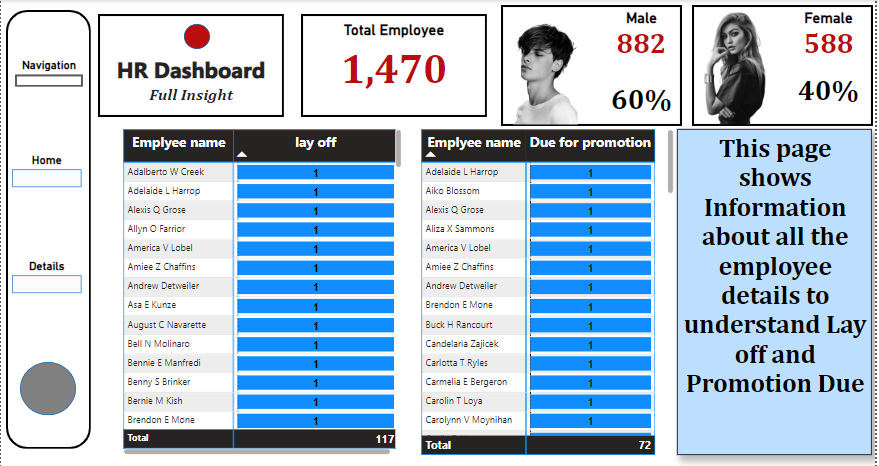 Navigation
Home
Details
HR Dashboard
Full Insight
Total Employee
1,470
Male
882
60%
Female
588
40%
Emplyee name lay off
Adalberto W Creek 1
Adelaide L Harrop 1
Alexis Q Grose 1
Allyn O Farrior 1
America V Lobel 1
Amiee Z Chaffins 1
Andrew Detweiler 1
Asa E Kunze 1
August C Navarette 1
Bell N Molinaro 1
Bennie E Manfredi 1
Benny S Brinker 1
Bernie M Kish 1
Brendon E Mone 1
Total 117
Emplyee name Due for promotion
Adelaide L Harrop 1
Aiko Blossom 1
Alexis Q Grose 1
Aliza X Sammons 1
America V Lobel 1
Amiee Z Chaffins 1
Andrew Detweiler 1
Brendon E Mone 1
Buck H Rancourt 1
Candelaria Zajicek 1
Carlotta T Ryles 1
Carmelia E Bergeron 1
Carolin T Loya 1
Carolynn V Moynihan 1
Total 72
This page
shows
Information
about all the
employee
details to
understand Lay
off and
Promotion Due